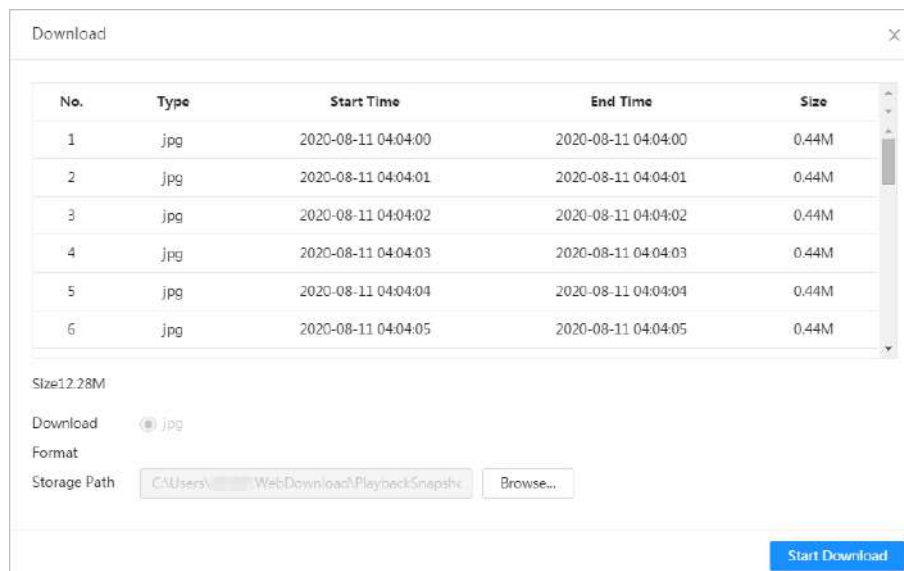 Download
No. Type Start Time End Time Size
1 jpg 2020-08-11 04:04:00 2020-08-11 04:04:00 0.44M
2 jpg 2020-08-11 04:04:01 2020-08-11 04:04:01 0.44M
3 jpg 2020-08-11 04:04:02 2020-08-11 04:04:02 0.44M
4 jpg 2020-08-11 04:04:03 2020-08-11 04:04:03 0.44M
5 jpg 2020-08-11 04:04:04 2020-08-11 04:04:04 0.44M
6 jpg 2020-08-11 04:04:05 2020-08-11 04:04:05 0.44M
Size12.28M
Download jpg
Format
Storage Path C:\Users\ WebDownload\PlaybackSnapsh Browse...
Start Download